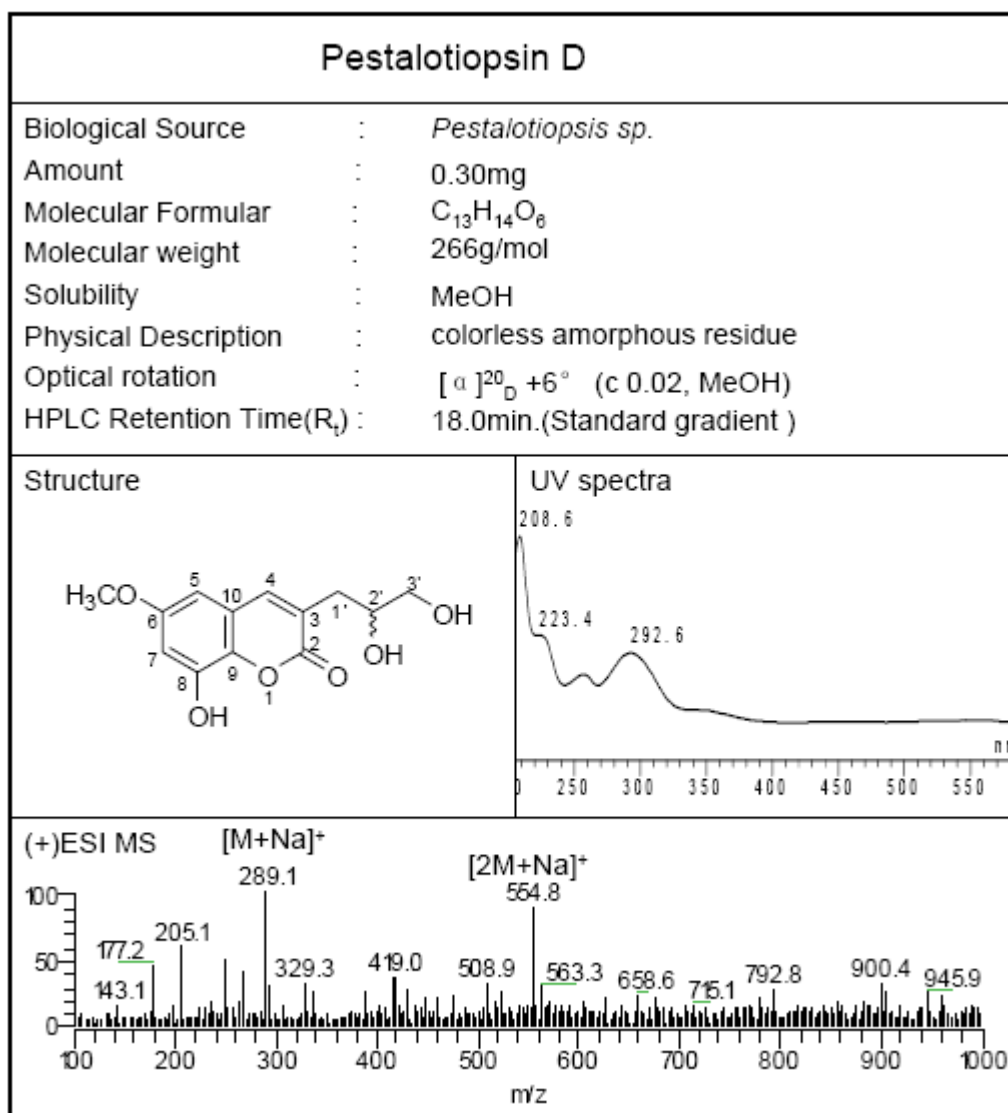 Pestalotiopsin D
Biological Source : Pestalotiopsis sp.
Amount : 0.30mg
Molecular Formular : C₁₃H₁₄O₆
Molecular weight : 266g/mol
Solubility : MeOH
Physical Description : colorless amorphous residue
Optical rotation : [α]²⁰D +6° (c 0.02, MeOH)
HPLC Retention Time(Rt) : 18.0min.(Standard gradient )
Structure
H₃CO
5
4
10
6
3
1'
2'
3'
OH
OH
7
8
9
2
O
1
O
OH
UV spectra
208.6
223.4
292.6
250 300 350 400 450 500 550
(+)ESI MS
[M+Na]⁺
289.1
[2M+Na]⁺
554.8
205.1
177.2
143.1
329.3
419.0
508.9
563.3
658.6
715.1
792.8
900.4
945.9
100
50
0
100 200 300 400 500 600 700 800 900 1000
m/z